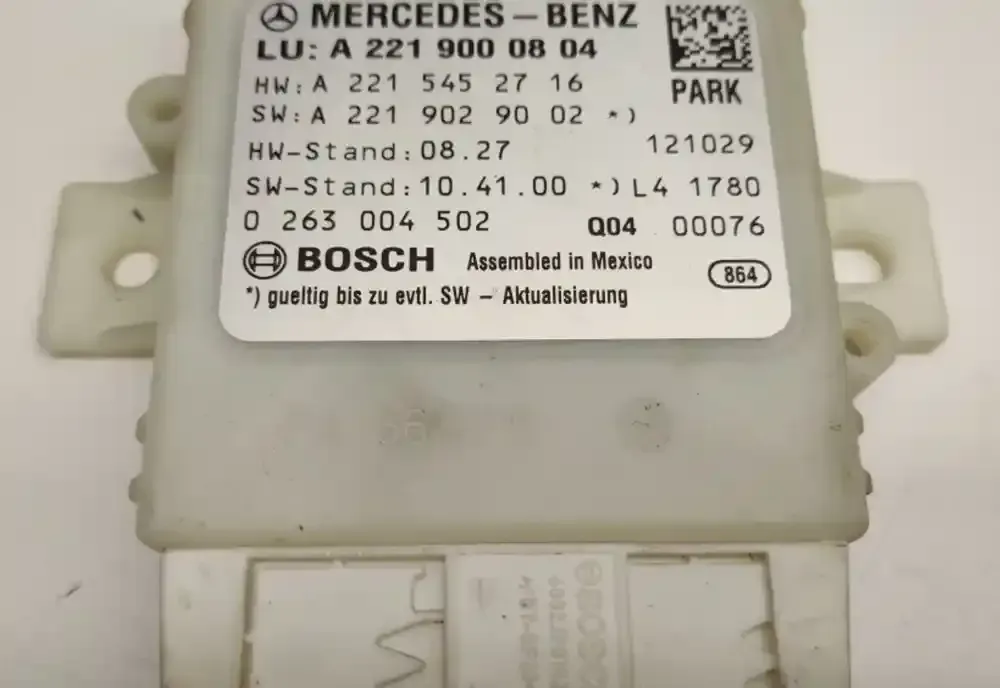 MERCEDES-BENZ
LU: A 221 900 08 04
HW: A 221 545 27 16
PARK
SW: A 221 902 90 02 *)
HW-Stand: 08.27
121029
SW-Stand: 10.41.00 *) L4 1780
0 263 004 502
Q04 00076
BOSCH Assembled in Mexico
864
*) gueltig bis zu evtl. SW - Aktualisierung
BOSCH